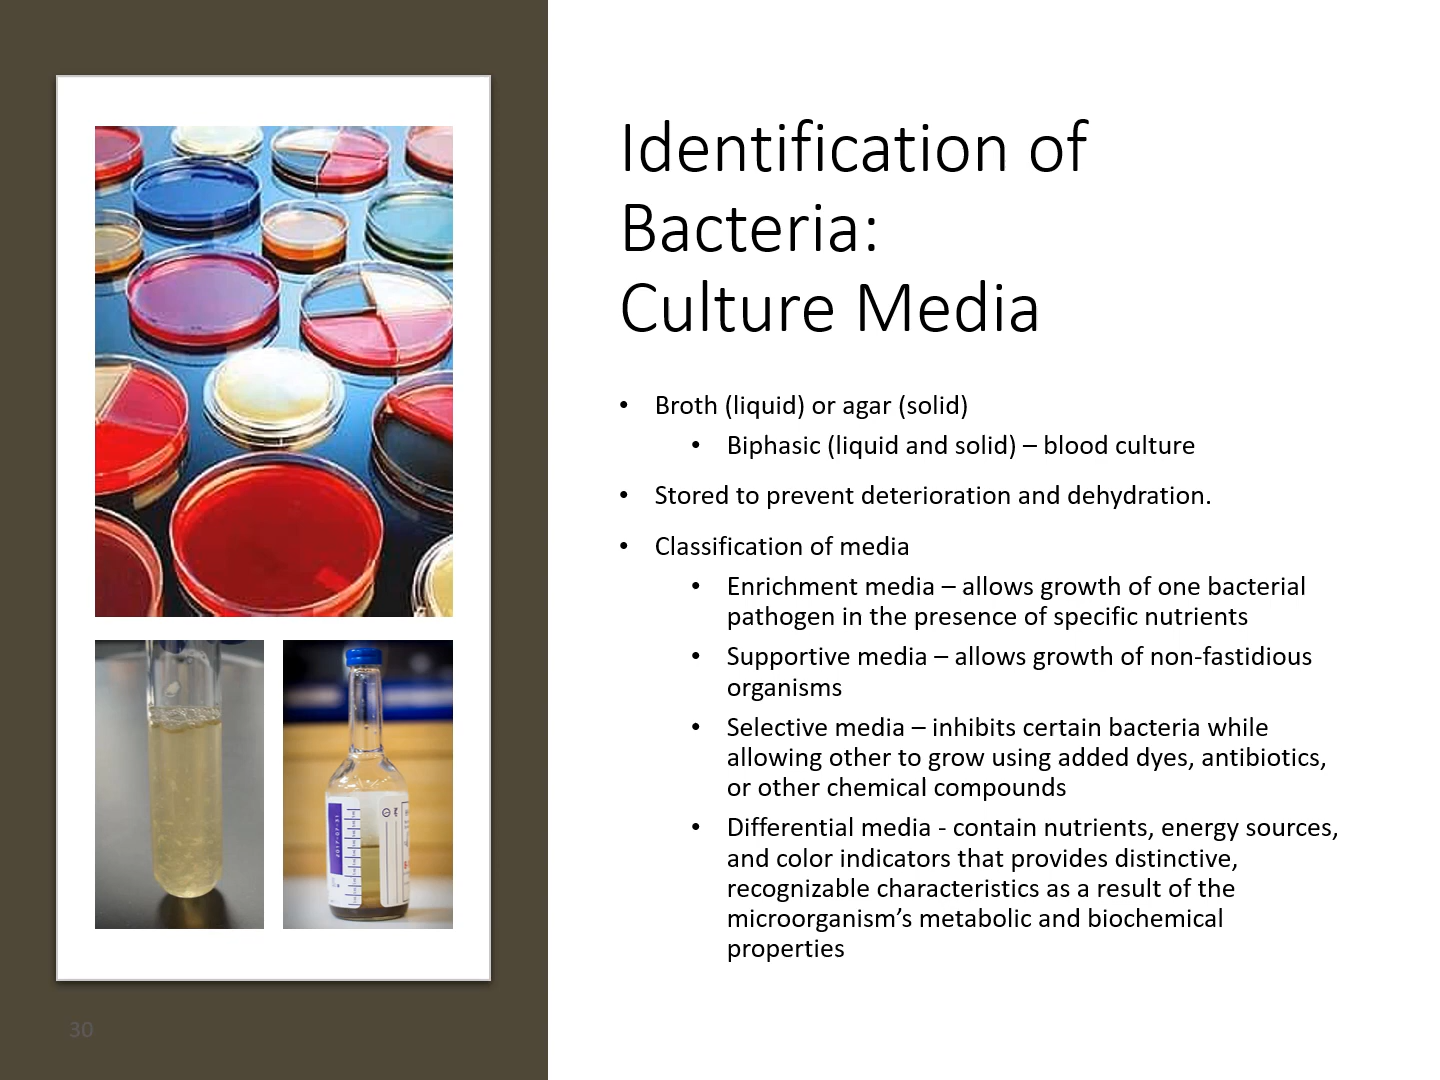 Identification of
Bacteria:
Culture Media
• Broth (liquid) or agar (solid)
• Biphasic (liquid and solid) – blood culture
• Stored to prevent deterioration and dehydration.
• Classification of media
• Enrichment media – allows growth of one bacterial
pathogen in the presence of specific nutrients
• Supportive media – allows growth of non-fastidious
organisms
• Selective media – inhibits certain bacteria while
allowing other to grow using added dyes, antibiotics,
or other chemical compounds
• Differential media - contain nutrients, energy sources,
and color indicators that provides distinctive,
recognizable characteristics as a result of the
microorganism’s metabolic and biochemical
properties
30